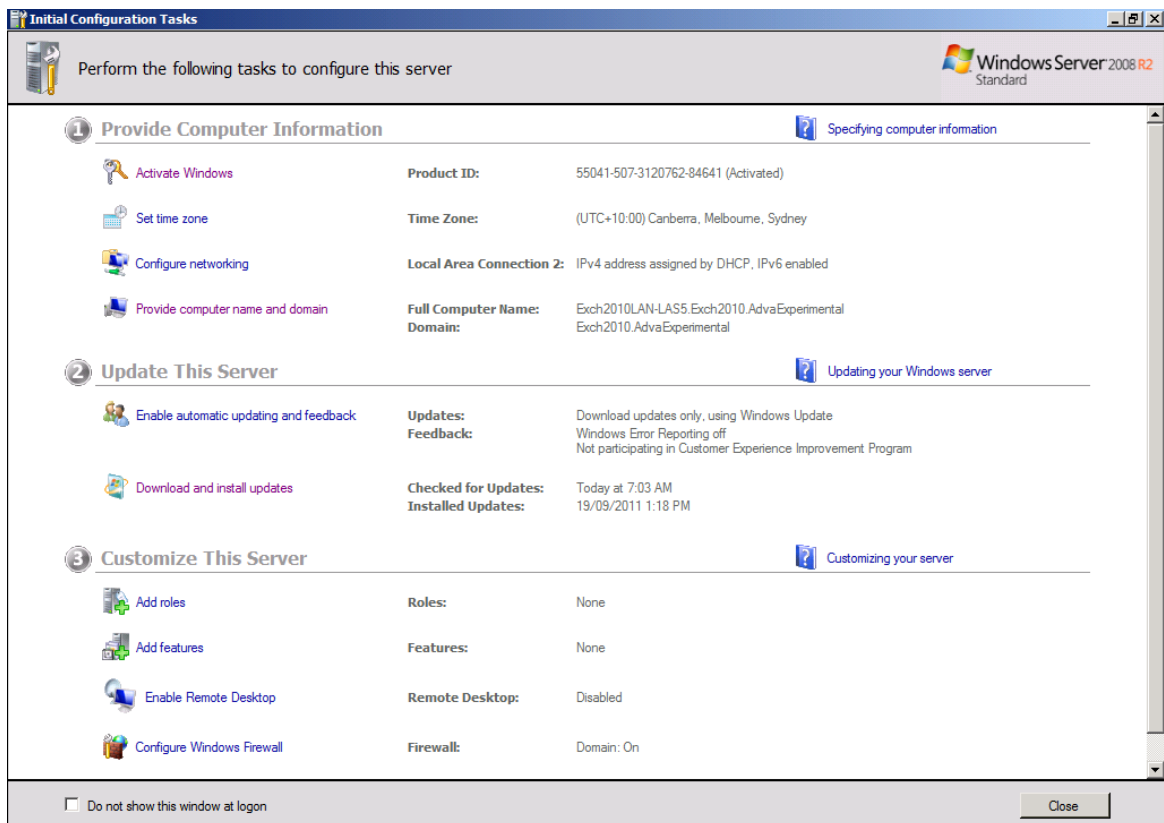 Initial Configuration Tasks
Perform the following tasks to configure this server
Windows Server 2008 R2
Standard
1 Provide Computer Information
Specifying computer information
Activate Windows Product ID: 55041-507-3120762-84641 (Activated)
Set time zone Time Zone: (UTC+10:00) Canberra, Melbourne, Sydney
Configure networking Local Area Connection 2: IPv4 address assigned by DHCP, IPv6 enabled
Provide computer name and domain Full Computer Name: Exch2010LAN-LAS5.Exch2010.AdvaExperimental
Domain: Exch2010.AdvaExperimental
2 Update This Server
Updating your Windows server
Enable automatic updating and feedback Updates: Download updates only, using Windows Update
Feedback: Windows Error Reporting off
Not participating in Customer Experience Improvement Program
Download and install updates Checked for Updates: Today at 7:03 AM
Installed Updates: 19/09/2011 1:18 PM
3 Customize This Server
Customizing your server
Add roles Roles: None
Add features Features: None
Enable Remote Desktop Remote Desktop: Disabled
Configure Windows Firewall Firewall: Domain: On
Do not show this window at logon
Close